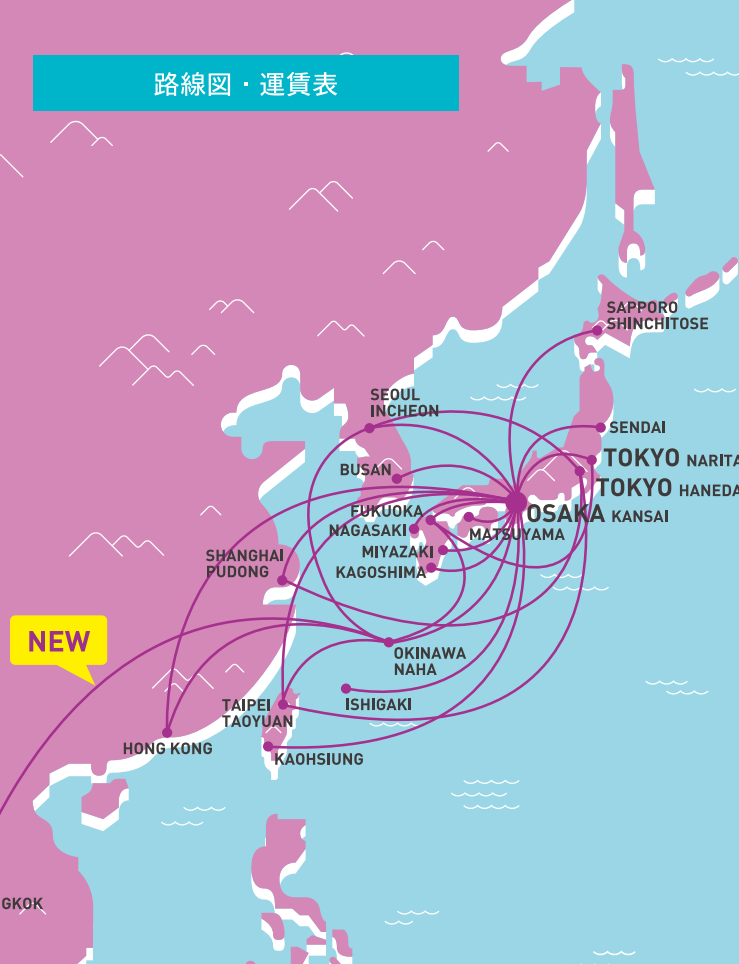 路線図・運賃表
SAPPORO
SHINCHITOSE
SEOUL
INCHEON
SENDAI
TOKYO NARITA
BUSAN
TOKYO HANEDA
FUKUOKA
OSAKA KANSAI
NAGASAKI
MATSUYAMA
MIYAZAKI
SHANGHAI
PUDONG
KAGOSHIMA
NEW
OKINAWA
NAHA
TAIPEI
TAOYUAN
ISHIGAKI
HONG KONG
KAOHSIUNG
GKOK